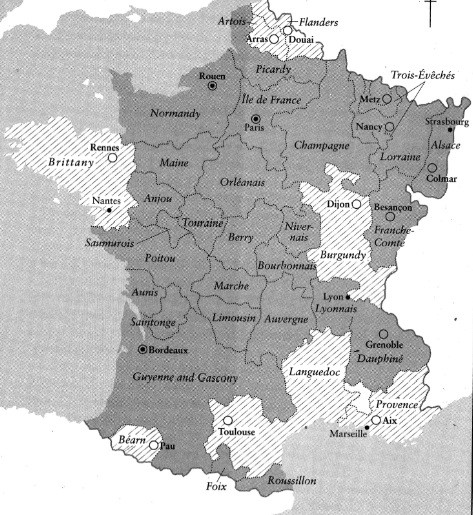 Artois
Flanders
Arras
Douai
Picardy
Trois-Évêchés
Rouen
Île de France
Metz
Normandy
Paris
Nancy
Strasbourg
Champagne
Lorraine
Alsace
Rennes
Brittany
Maine
Orléanais
Colmar
Nantes
Anjou
Dijon
Besançon
Touraine
Niver-
nais
Franche-
Comté
Saumurois
Berry
Burgundy
Poitou
Bourbonnais
Aunis
Marche
Lyon
Lyonnais
Saintonge
Limousin
Auvergne
Grenoble
Dauphiné
Bordeaux
Guyenne and Gascony
Languedoc
Provence
Toulouse
Aix
Marseille
Béarn
Pau
Foix
Roussillon